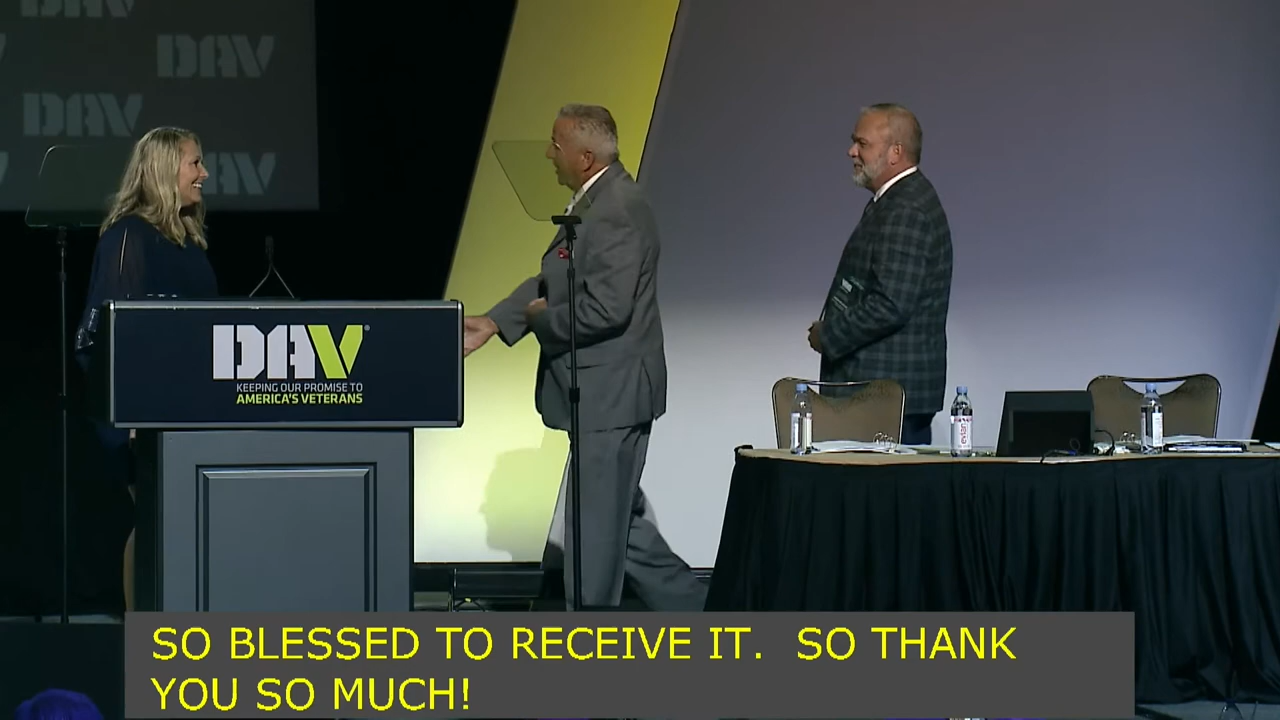 DAV
DAV
DAV
DAV
DAV®
KEEPING OUR PROMISE TO
AMERICA'S VETERANS
evian
SO BLESSED TO RECEIVE IT.  SO THANK
YOU SO MUCH!